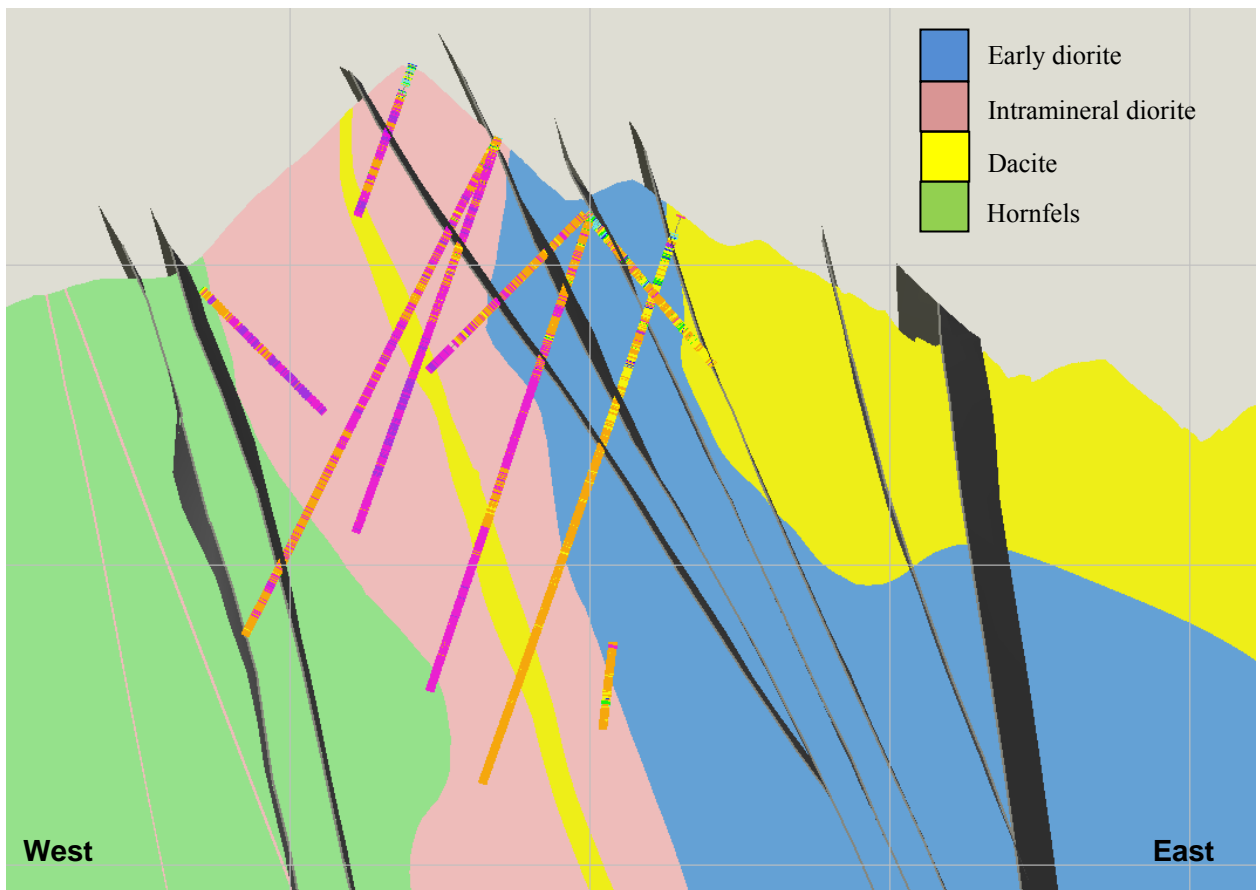 Early diorite
Intramineral diorite
Dacite
Hornfels
West
East